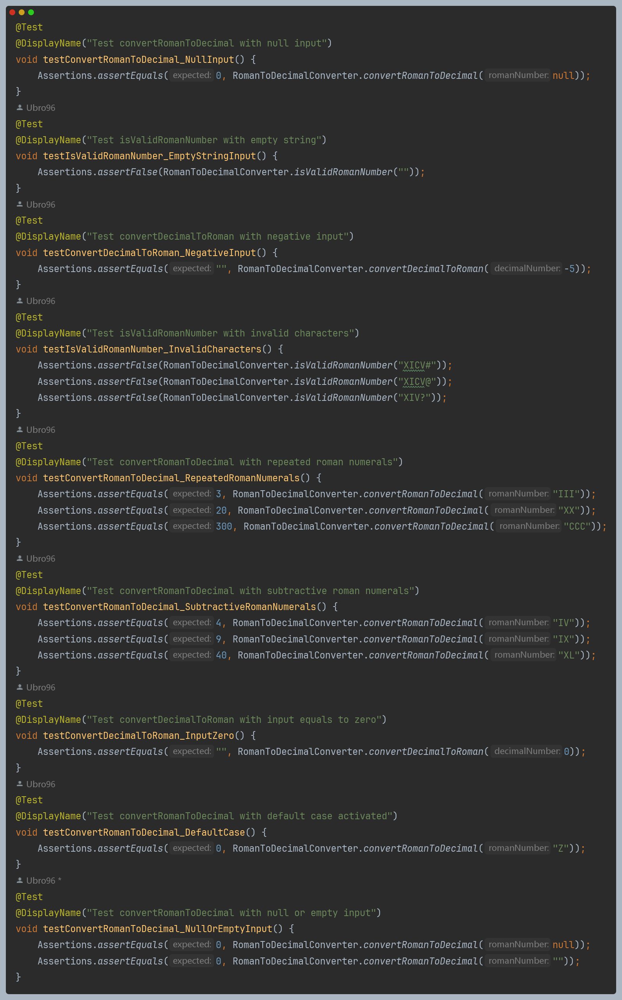 @Test
@DisplayName("Test convertRomanToDecimal with null input")
void testConvertRomanToDecimal_NullInput() {
    Assertions.assertEquals( expected: 0, RomanToDecimalConverter.convertRomanToDecimal( romanNumber: null));
}
Ubro96
@Test
@DisplayName("Test isValidRomanNumber with empty string")
void testIsValidRomanNumber_EmptyStringInput() {
    Assertions.assertFalse(RomanToDecimalConverter.isValidRomanNumber(""));
}
Ubro96
@Test
@DisplayName("Test convertDecimalToRoman with negative input")
void testConvertDecimalToRoman_NegativeInput() {
    Assertions.assertEquals( expected: "", RomanToDecimalConverter.convertDecimalToRoman( decimalNumber: -5));
}
Ubro96
@Test
@DisplayName("Test isValidRomanNumber with invalid characters")
void testIsValidRomanNumber_InvalidCharacters() {
    Assertions.assertFalse(RomanToDecimalConverter.isValidRomanNumber("XICV#"));
    Assertions.assertFalse(RomanToDecimalConverter.isValidRomanNumber("XICV@"));
    Assertions.assertFalse(RomanToDecimalConverter.isValidRomanNumber("XIV?"));
}
Ubro96
@Test
@DisplayName("Test convertRomanToDecimal with repeated roman numerals")
void testConvertRomanToDecimal_RepeatedRomanNumerals() {
    Assertions.assertEquals( expected: 3, RomanToDecimalConverter.convertRomanToDecimal( romanNumber: "III"));
    Assertions.assertEquals( expected: 20, RomanToDecimalConverter.convertRomanToDecimal( romanNumber: "XX"));
    Assertions.assertEquals( expected: 300, RomanToDecimalConverter.convertRomanToDecimal( romanNumber: "CCC"));
}
Ubro96
@Test
@DisplayName("Test convertRomanToDecimal with subtractive roman numerals")
void testConvertRomanToDecimal_SubtractiveRomanNumerals() {
    Assertions.assertEquals( expected: 4, RomanToDecimalConverter.convertRomanToDecimal( romanNumber: "IV"));
    Assertions.assertEquals( expected: 9, RomanToDecimalConverter.convertRomanToDecimal( romanNumber: "IX"));
    Assertions.assertEquals( expected: 40, RomanToDecimalConverter.convertRomanToDecimal( romanNumber: "XL"));
}
Ubro96
@Test
@DisplayName("Test convertDecimalToRoman with input equals to zero")
void testConvertDecimalToRoman_InputZero() {
    Assertions.assertEquals( expected: "", RomanToDecimalConverter.convertDecimalToRoman( decimalNumber: 0));
}
Ubro96
@Test
@DisplayName("Test convertRomanToDecimal with default case activated")
void testConvertRomanToDecimal_DefaultCase() {
    Assertions.assertEquals( expected: 0, RomanToDecimalConverter.convertRomanToDecimal( romanNumber: "Z"));
}
Ubro96 *
@Test
@DisplayName("Test convertRomanToDecimal with null or empty input")
void testConvertRomanToDecimal_NullOrEmptyInput() {
    Assertions.assertEquals( expected: 0, RomanToDecimalConverter.convertRomanToDecimal( romanNumber: null));
    Assertions.assertEquals( expected: 0, RomanToDecimalConverter.convertRomanToDecimal( romanNumber: ""));
}